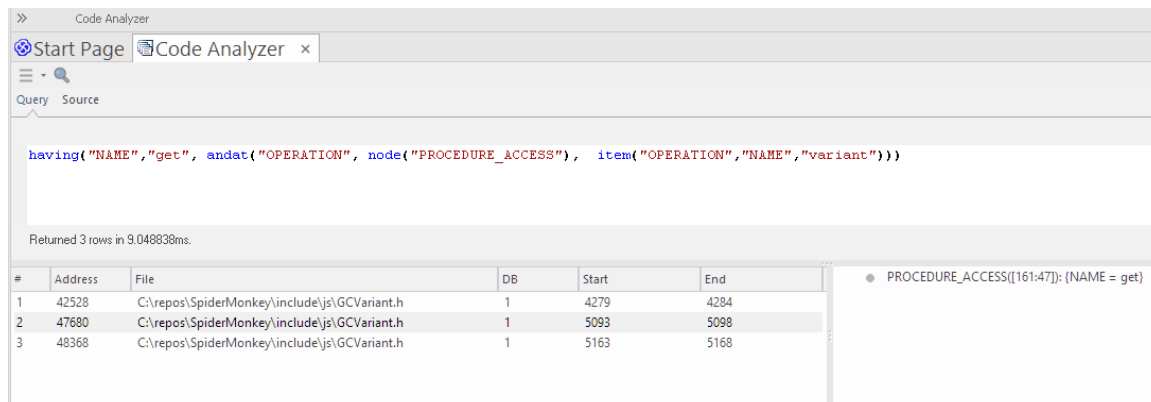 Code Analyzer
Start Page Code Analyzer ×
Query Source
having("NAME","get", andat("OPERATION", node("PROCEDURE_ACCESS"),  item("OPERATION","NAME","variant")))
Returned 3 rows in 9.048838ms.
# Address File DB Start End
1 42528 C:\repos\SpiderMonkey\include\js\GCVariant.h 1 4279 4284
2 47680 C:\repos\SpiderMonkey\include\js\GCVariant.h 1 5093 5098
3 48368 C:\repos\SpiderMonkey\include\js\GCVariant.h 1 5163 5168
PROCEDURE_ACCESS([161:47]): {NAME = get}